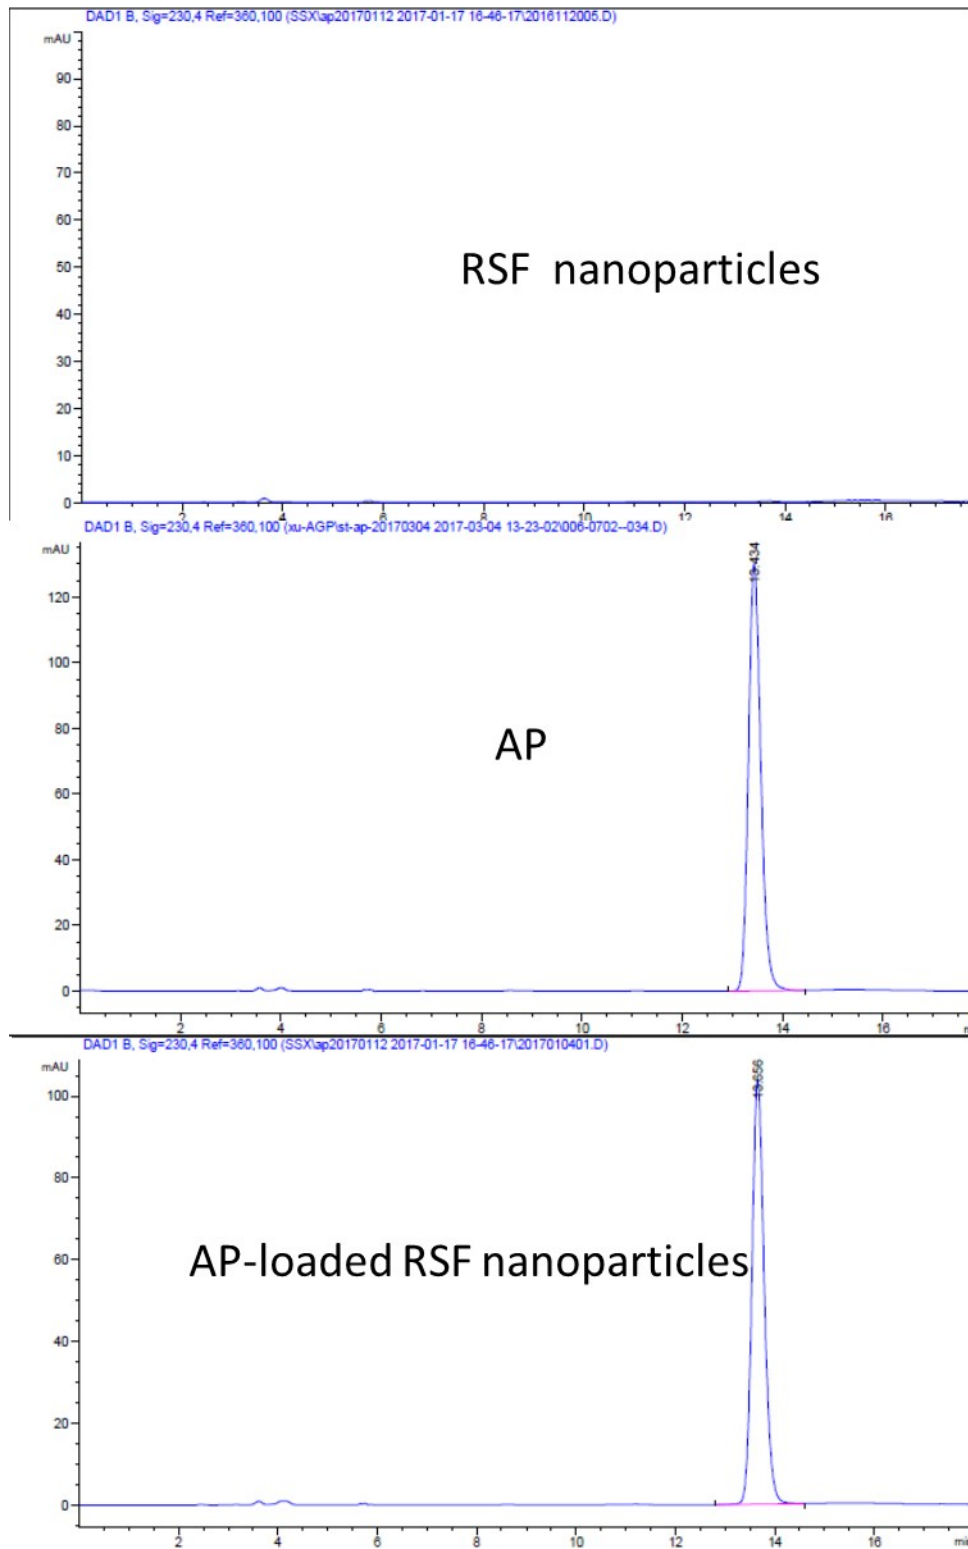 DAD1 B, Sig=230,4 Ref=360,100 (SSX\ap20170112 2017-01-17 16-46-17\2016112005.D)
mAU
90
80
70
60
50
40
30
20
10
0
RSF nanoparticles
2 4 6 8 10 12 14 16
DAD1 B, Sig=230,4 Ref=360,100 (xu-AGP\st-ap-20170304 2017-03-04 13-23-02\006-0702--034.D)
mAU
13.434
120
100
80
60
40
20
0
AP
2 4 6 8 10 12 14 16
DAD1 B, Sig=230,4 Ref=360,100 (SSX\ap20170112 2017-01-17 16-46-17\2017010401.D)
mAU
13.656
100
80
60
40
20
0
AP-loaded RSF nanoparticles
2 4 6 8 10 12 14 16